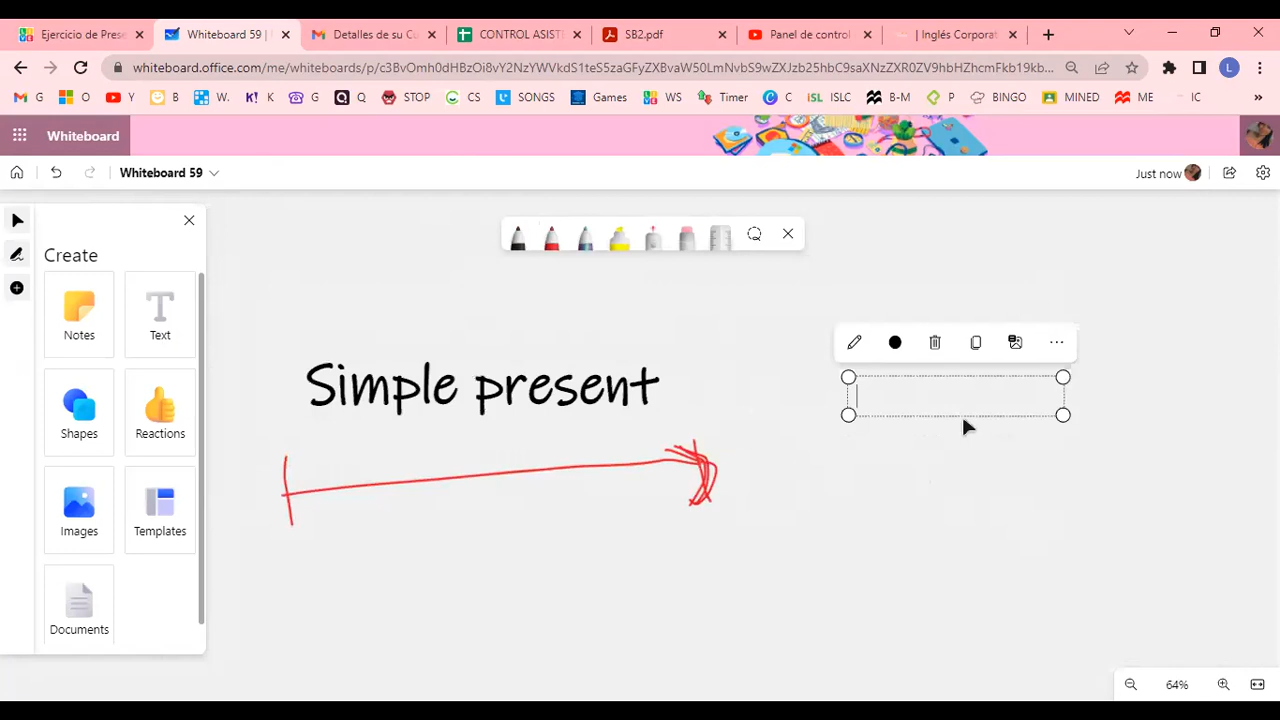 Ejercicio de Prese
Whiteboard 59 |
Detalles de su Cu
CONTROL ASIST
SB2.pdf
Panel de control
| Inglés Corporat
whiteboard.office.com/me/whiteboards/p/c3BvOmh0dHBzOi8vY2NzYWVkdS1teS5zaGFyZXBvaW50LmNvbS9wZXJzb25hbC9saXNzZXR0ZV9hbHZhcmFkb19kb...
G O Y B W. K! K G Q STOP CS SONGS Games WS Timer C ISL ISLC B-M P BINGO MINED ME IC »
Whiteboard
Whiteboard 59
Just now
Create
Notes
Text
Shapes
Reactions
Images
Templates
Documents
Simple present
64%